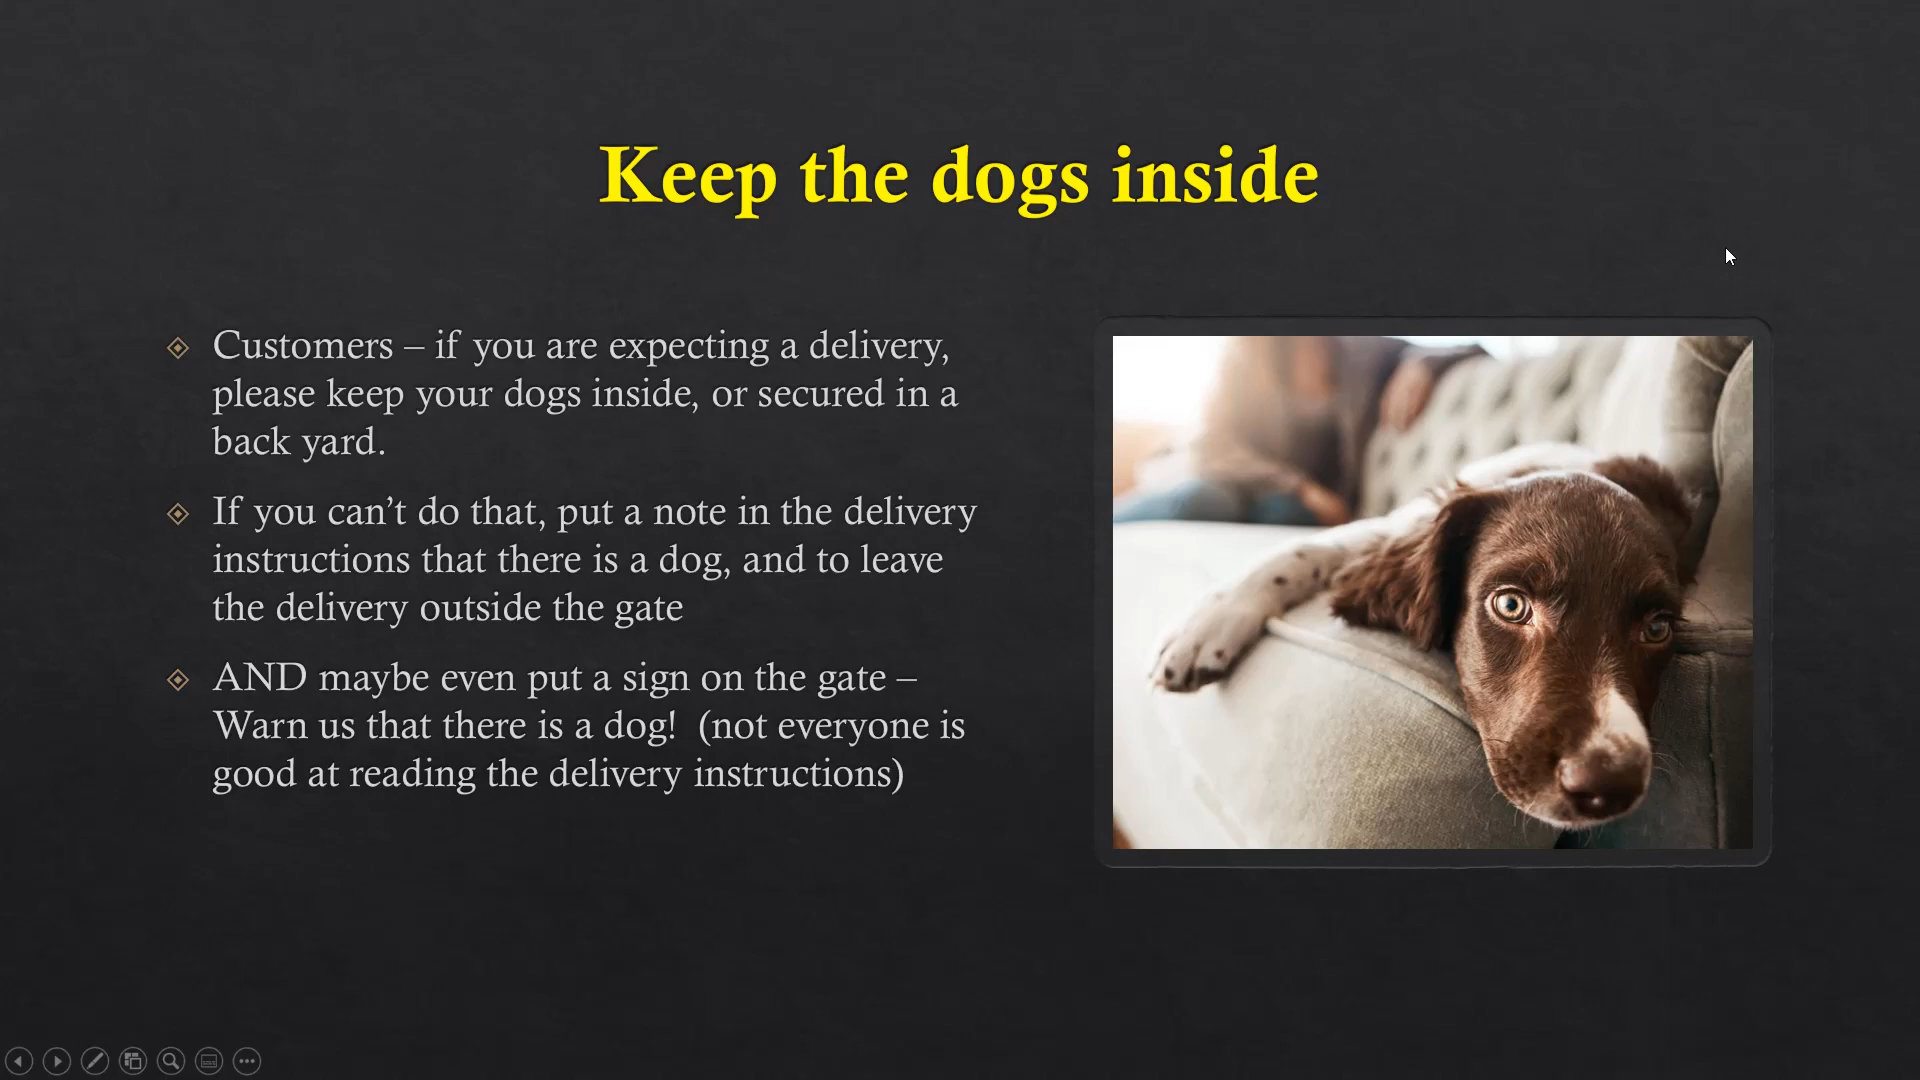 Keep the dogs inside
Customers – if you are expecting a delivery,
please keep your dogs inside, or secured in a
back yard.
If you can’t do that, put a note in the delivery
instructions that there is a dog, and to leave
the delivery outside the gate
AND maybe even put a sign on the gate –
Warn us that there is a dog!  (not everyone is
good at reading the delivery instructions)